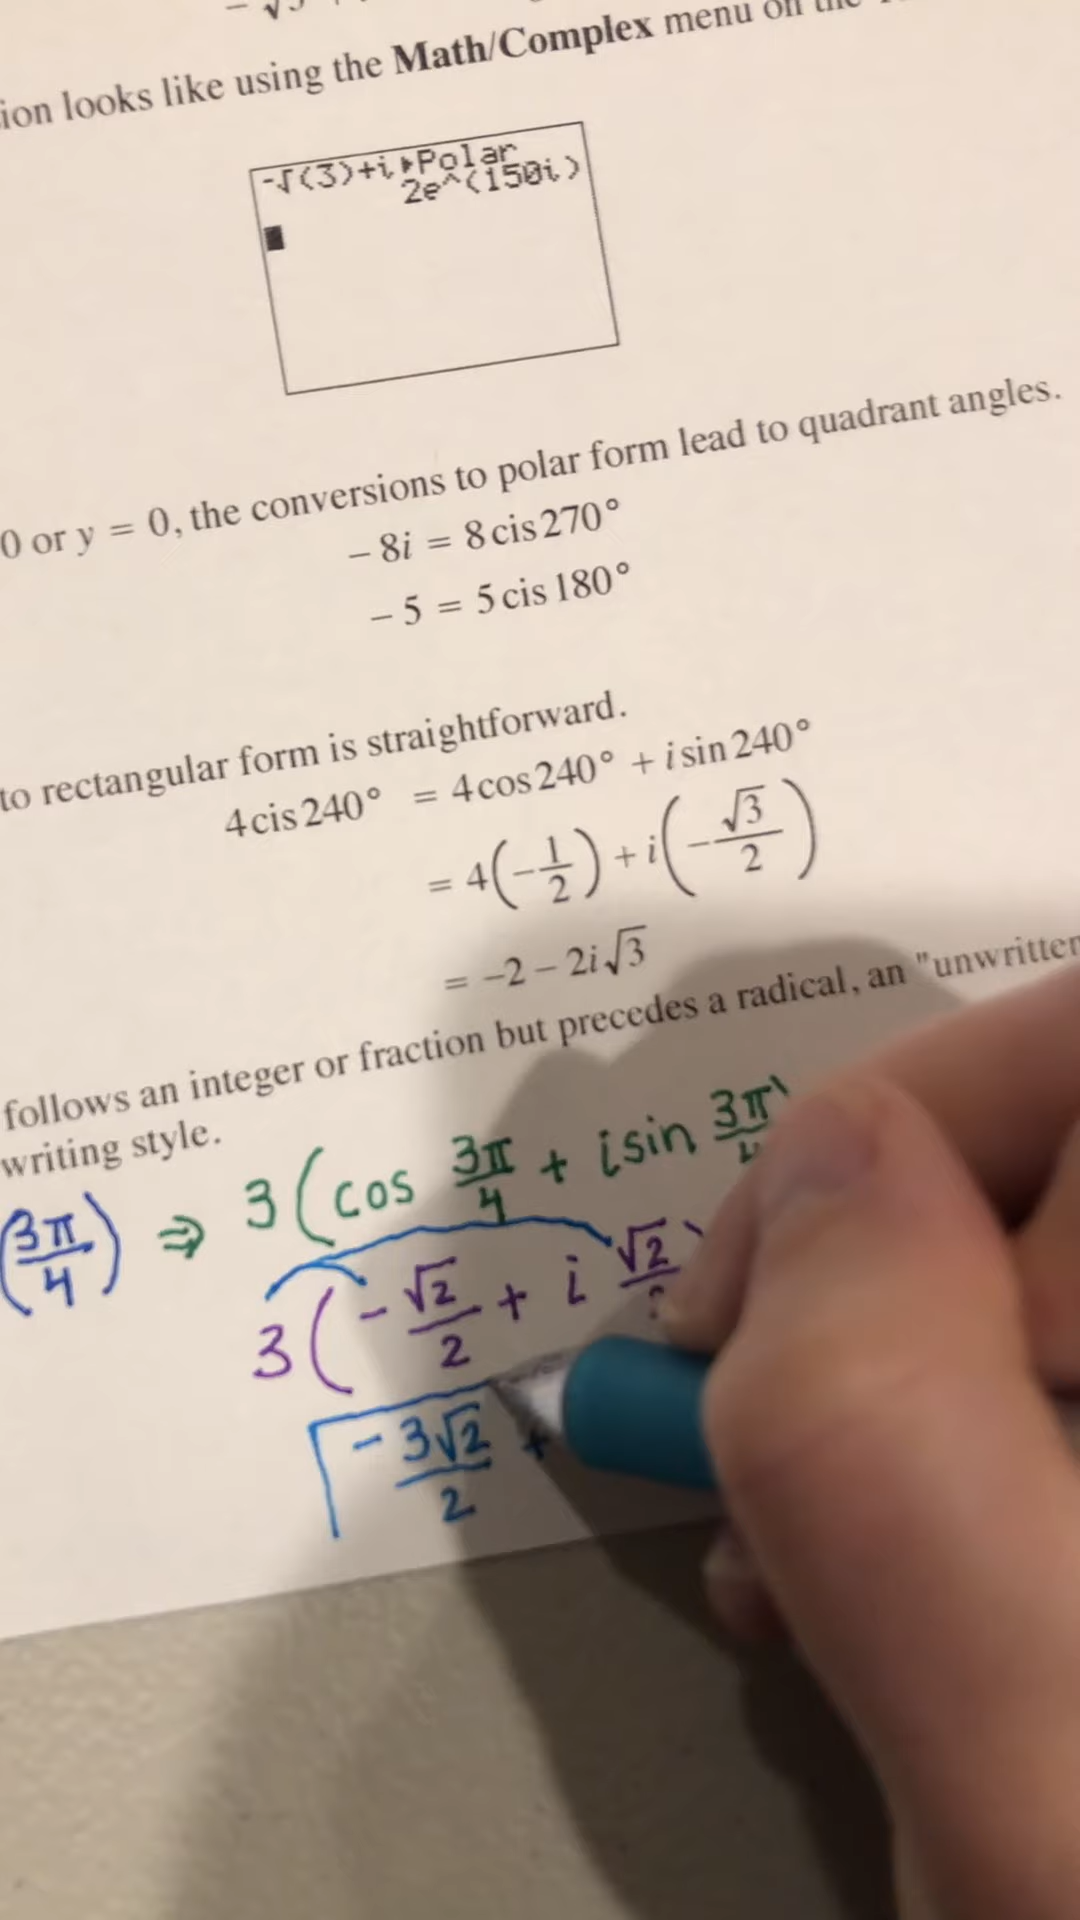 ion looks like using the Math/Complex menu on the
-√(3)+i▸Polar
2e^(150i)
0 or y = 0, the conversions to polar form lead to quadrant angles.
– 8i = 8 cis 270°
– 5 = 5 cis 180°
to rectangular form is straightforward.
4 cis 240° = 4 cos 240° + i sin 240°
= 4(-1/2) + i(-√3/2)
= -2 – 2i√3
follows an integer or fraction but precedes a radical, an "unwritten
writing style.
(3π/4) ⇒ 3(cos 3π/4 + i sin 3π/4
3(-√2/2 + i √2/
-3√2/2 +